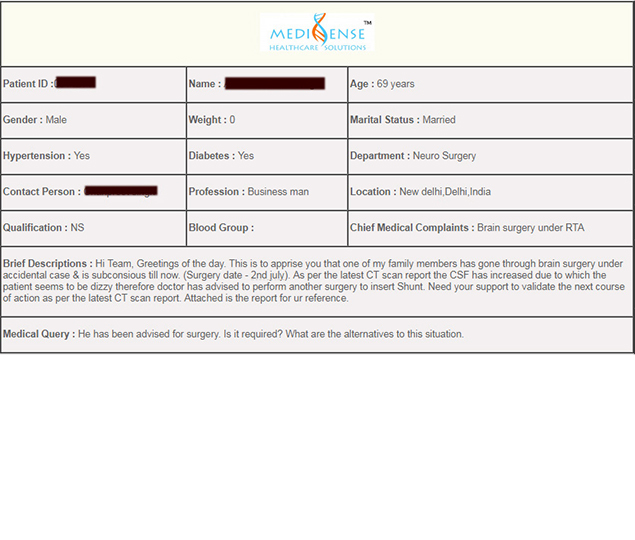 MEDISENSE™
HEALTHCARE SOLUTIONS
Patient ID :
Name :
Age : 69 years
Gender : Male
Weight : 0
Marital Status : Married
Hypertension : Yes
Diabetes : Yes
Department : Neuro Surgery
Contact Person :
Profession : Business man
Location : New delhi,Delhi,India
Qualification : NS
Blood Group :
Chief Medical Complaints : Brain surgery under RTA
Brief Descriptions : Hi Team, Greetings of the day. This is to apprise you that one of my family members has gone through brain surgery under
accidental case & is subconsious till now. (Surgery date - 2nd july). As per the latest CT scan report the CSF has increased due to which the
patient seems to be dizzy therefore doctor has advised to perform another surgery to insert Shunt. Need your support to validate the next course
of action as per the latest CT scan report. Attached is the report for ur reference.
Medical Query : He has been advised for surgery. Is it required? What are the alternatives to this situation.